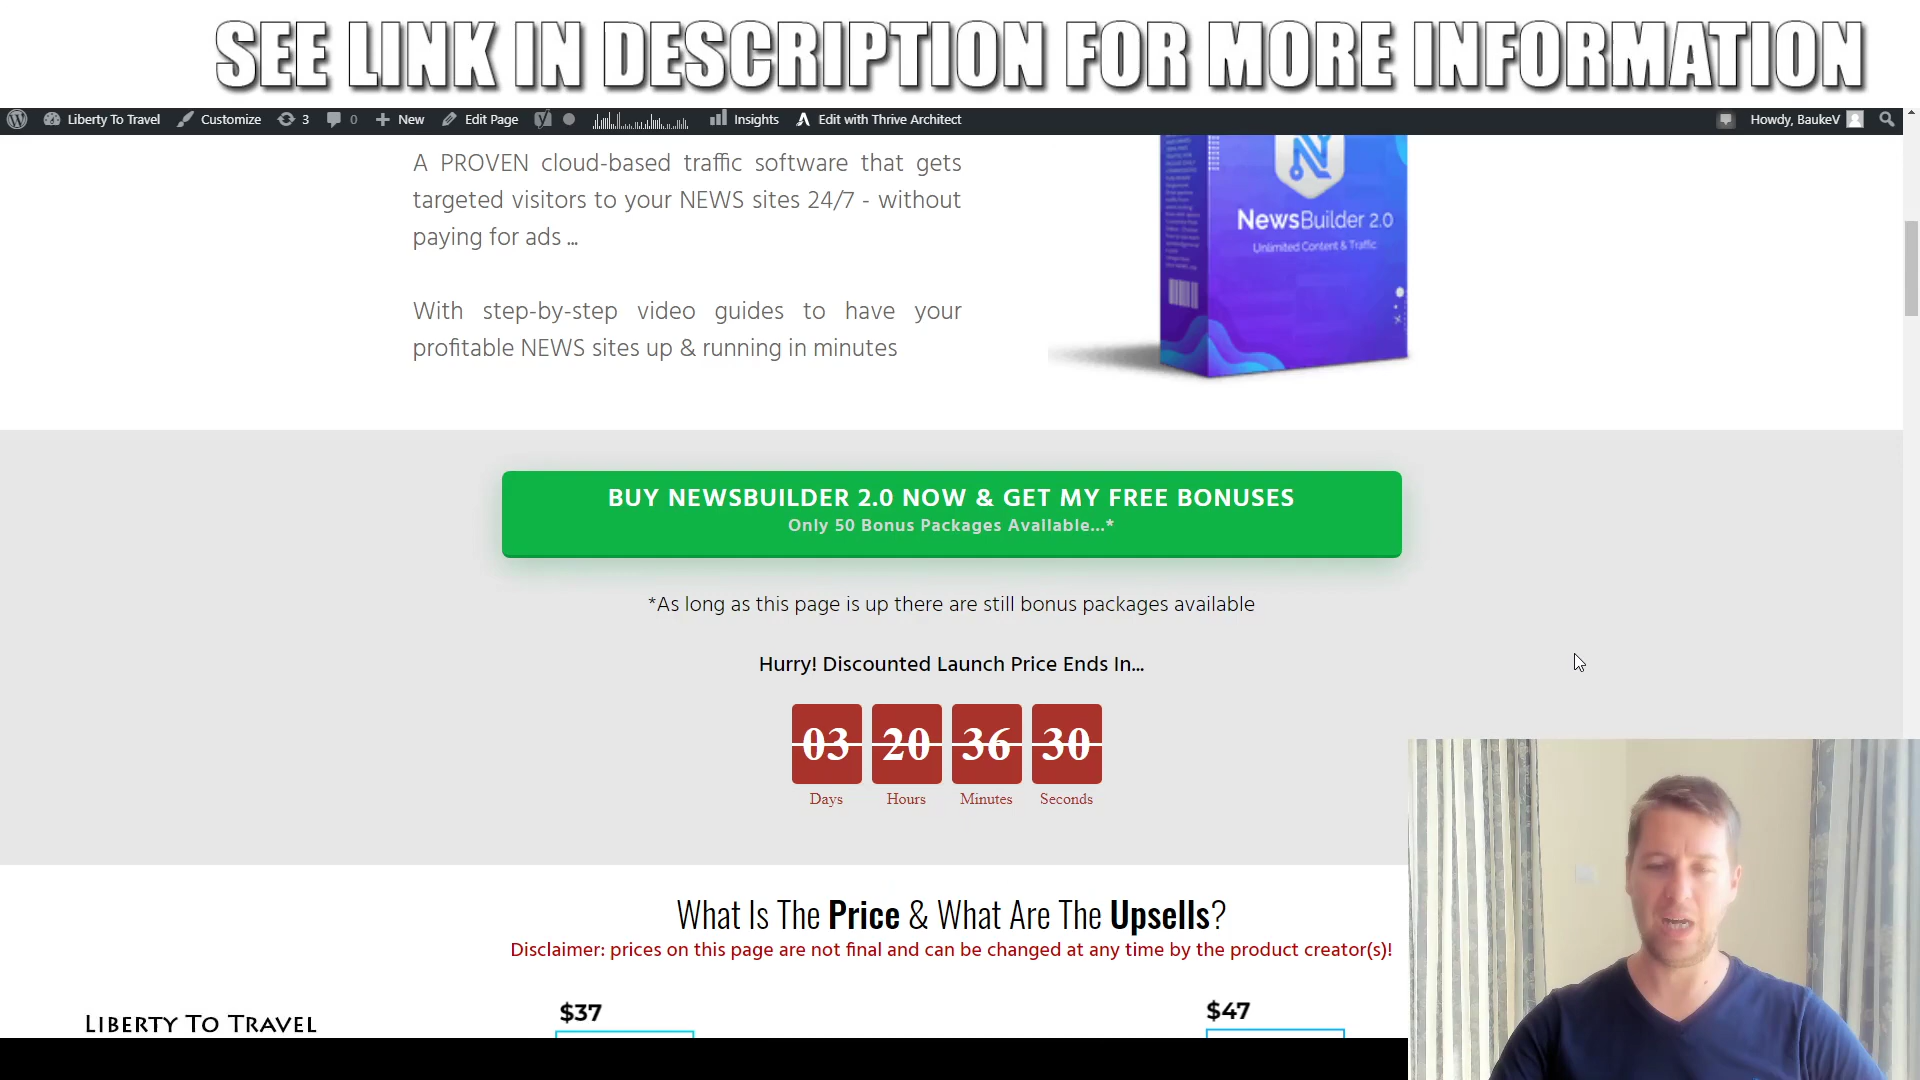 SEE LINK IN DESCRIPTION FOR MORE INFORMATION
Liberty To Travel Customize 3 0 New Edit Page Insights Edit with Thrive Architect Howdy, BaukeV
A PROVEN cloud-based traffic software that gets
targeted visitors to your NEWS sites 24/7 - without
paying for ads ...
With step-by-step video guides to have your
profitable NEWS sites up & running in minutes
NewsBuilder 2.0
Unlimited Content & Traffic
BUY NEWSBUILDER 2.0 NOW & GET MY FREE BONUSES
Only 50 Bonus Packages Available...*
*As long as this page is up there are still bonus packages available
Hurry! Discounted Launch Price Ends In...
03 20 36 30
Days Hours Minutes Seconds
What Is The Price & What Are The Upsells?
Disclaimer: prices on this page are not final and can be changed at any time by the product creator(s)!
$37 $47
LIBERTY TO TRAVEL